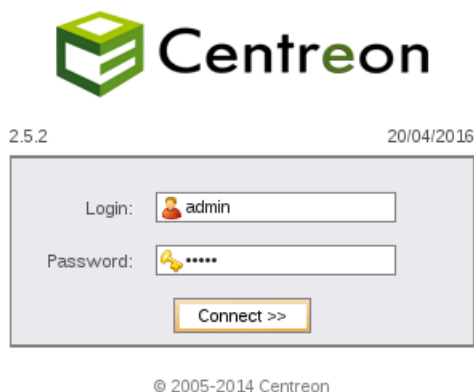 Centreon
2.5.2 20/04/2016
Login: admin
Password: •••••
Connect >>
© 2005-2014 Centreon